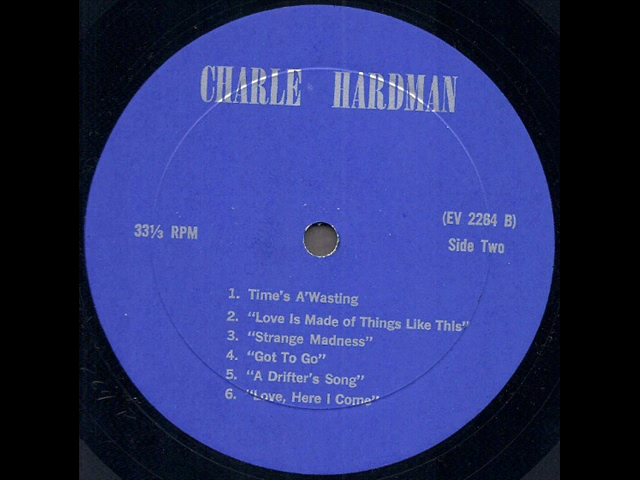 CHARLE HARDMAN
33⅓ RPM
(EV 2264 B)
Side Two
1. Time's A'Wasting
2. "Love Is Made of Things Like This"
3. "Strange Madness"
4. "Got To Go"
5. "A Drifter's Song"
6. "Love, Here I Come"